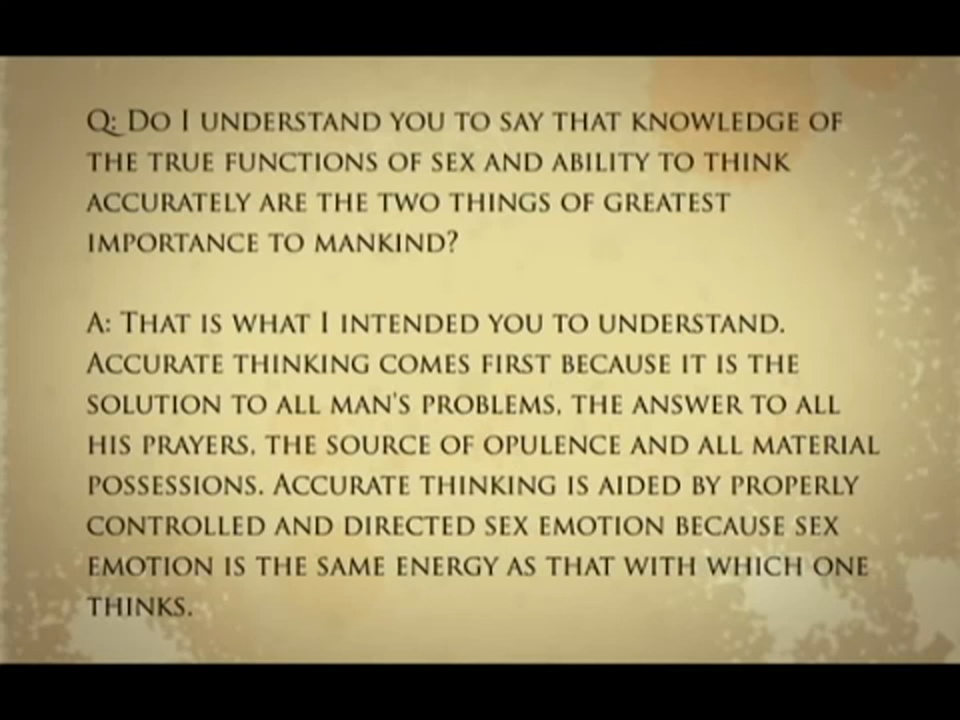 Q: Do I understand you to say that knowledge of
the true functions of sex and ability to think
accurately are the two things of greatest
importance to mankind?
A: That is what I intended you to understand.
Accurate thinking comes first because it is the
solution to all man's problems, the answer to all
his prayers, the source of opulence and all material
possessions. Accurate thinking is aided by properly
controlled and directed sex emotion because sex
emotion is the same energy as that with which one
thinks.